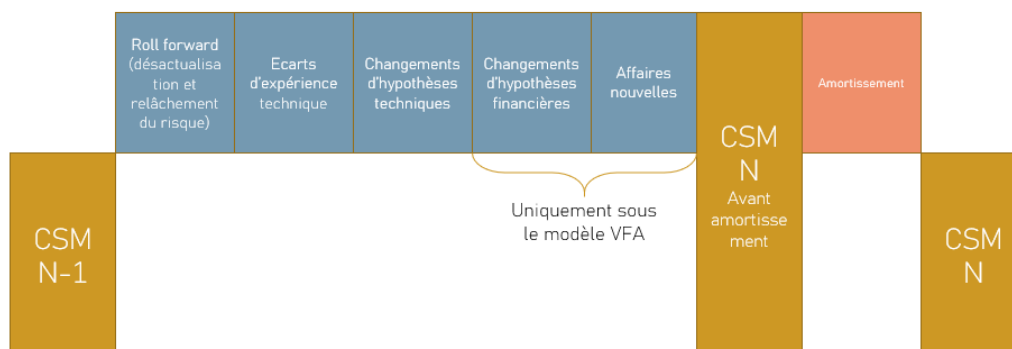 Roll forward
(désactualisa
tion et
relâchement
du risque)
Ecarts
d'expérience
technique
Changements
d'hypothèses
techniques
Changements
d'hypothèses
financières
Affaires
nouvelles
CSM
N
Avant
amortisse
ment
Amortissement
Uniquement sous
le modèle VFA
CSM
N-1
CSM
N